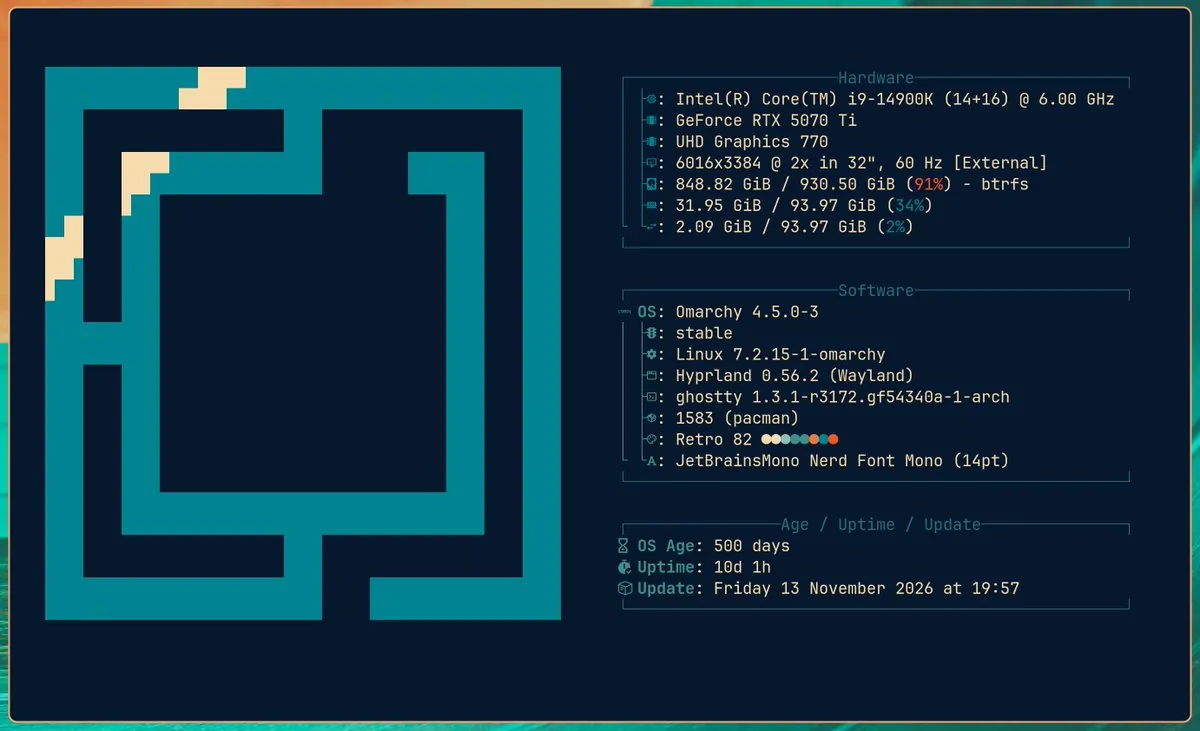 Hardware
: Intel(R) Core(TM) i9-14900K (14+16) @ 6.00 GHz
: GeForce RTX 5070 Ti
: UHD Graphics 770
: 6016x3384 @ 2x in 32", 60 Hz [External]
: 848.82 GiB / 930.50 GiB (91%) - btrfs
: 31.95 GiB / 93.97 GiB (34%)
: 2.09 GiB / 93.97 GiB (2%)
Software
OS: Omarchy 4.5.0-3
: stable
: Linux 7.2.15-1-omarchy
: Hyprland 0.56.2 (Wayland)
: ghostty 1.3.1-r3172.gf54340a-1-arch
: 1583 (pacman)
: Retro 82
: JetBrainsMono Nerd Font Mono (14pt)
Age / Uptime / Update
OS Age: 500 days
Uptime: 10d 1h
Update: Friday 13 November 2026 at 19:57